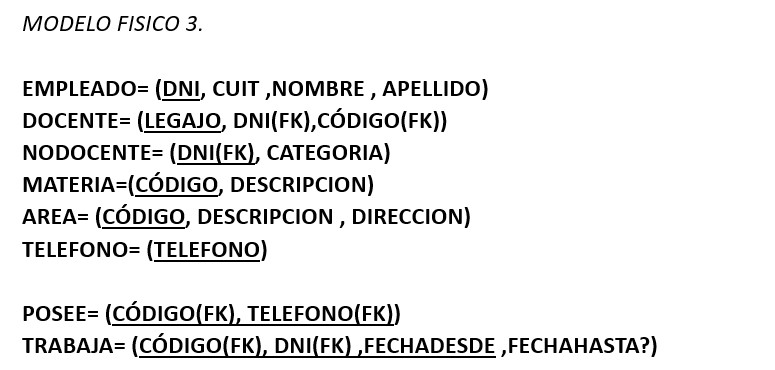 MODELO FISICO 3.
EMPLEADO= (DNI, CUIT ,NOMBRE , APELLIDO)
DOCENTE= (LEGAJO, DNI(FK),CÓDIGO(FK))
NODOCENTE= (DNI(FK), CATEGORIA)
MATERIA=(CÓDIGO, DESCRIPCION)
AREA= (CÓDIGO, DESCRIPCION , DIRECCION)
TELEFONO= (TELEFONO)
POSEE= (CÓDIGO(FK), TELEFONO(FK))
TRABAJA= (CÓDIGO(FK), DNI(FK) ,FECHADESDE ,FECHAHASTA?)